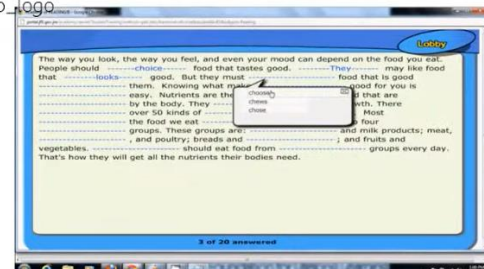 o_logo
Lobby
The way you look, the way you feel, and even your mood can depend on the food you eat.
People should ------choice------ food that tastes good. ------They------ may like food
that ------looks------ good. But they must food that is good
them. Knowing what good for you is
easy. Nutrients are the d that are
by the body. They wth. There
over 50 kinds of Most
the food we eat four
groups. These groups are: and milk products; meat,
, and poultry; breads and ; and fruits and
vegetables. should eat food from groups every day.
That's how they will get all the nutrients their bodies need.
choose
chews
chose
3 of 20 answered